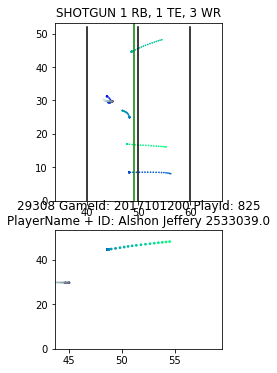 SHOTGUN 1 RB, 1 TE, 3 WR
50
40
30
20
10
0
40 50 60
29308 GameId: 2017101200 PlayId: 825
PlayerName + ID: Alshon Jeffery 2533039.0
40
20
0
45 50 55